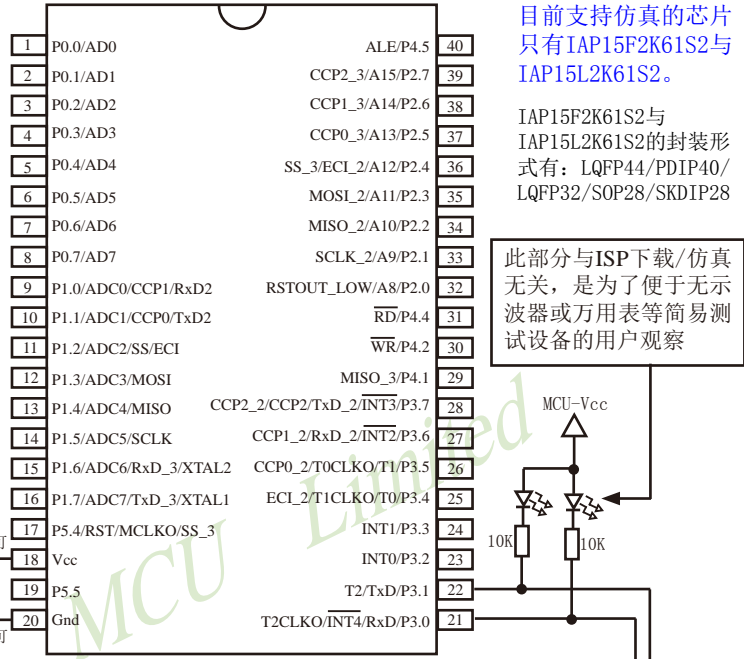 目前支持仿真的芯片
只有IAP15F2K61S2与
IAP15L2K61S2。
IAP15F2K61S2与
IAP15L2K61S2的封装形
式有：LQFP44/PDIP40/
LQFP32/SOP28/SKDIP28
此部分与ISP下载/仿真
无关，是为了便于无示
波器或万用表等简易测
试设备的用户观察
1 P0.0/AD0 ALE/P4.5 40
2 P0.1/AD1 CCP2_3/A15/P2.7 39
3 P0.2/AD2 CCP1_3/A14/P2.6 38
4 P0.3/AD3 CCP0_3/A13/P2.5 37
5 P0.4/AD4 SS_3/ECI_2/A12/P2.4 36
6 P0.5/AD5 MOSI_2/A11/P2.3 35
7 P0.6/AD6 MISO_2/A10/P2.2 34
8 P0.7/AD7 SCLK_2/A9/P2.1 33
9 P1.0/ADC0/CCP1/RxD2 RSTOUT_LOW/A8/P2.0 32
10 P1.1/ADC1/CCP0/TxD2 RD/P4.4 31
11 P1.2/ADC2/SS/ECI WR/P4.2 30
12 P1.3/ADC3/MOSI MISO_3/P4.1 29
13 P1.4/ADC4/MISO CCP2_2/CCP2/TxD_2/INT3/P3.7 28
14 P1.5/ADC5/SCLK CCP1_2/RxD_2/INT2/P3.6 27
15 P1.6/ADC6/RxD_3/XTAL2 CCP0_2/T0CLKO/T1/P3.5 26
16 P1.7/ADC7/TxD_3/XTAL1 ECI_2/T1CLKO/T0/P3.4 25
17 P5.4/RST/MCLKO/SS_3 INT1/P3.3 24
18 Vcc INT0/P3.2 23
19 P5.5 T2/TxD/P3.1 22
20 Gnd T2CLKO/INT4/RxD/P3.0 21
MCU-Vcc
10K
10K
MCU Limited